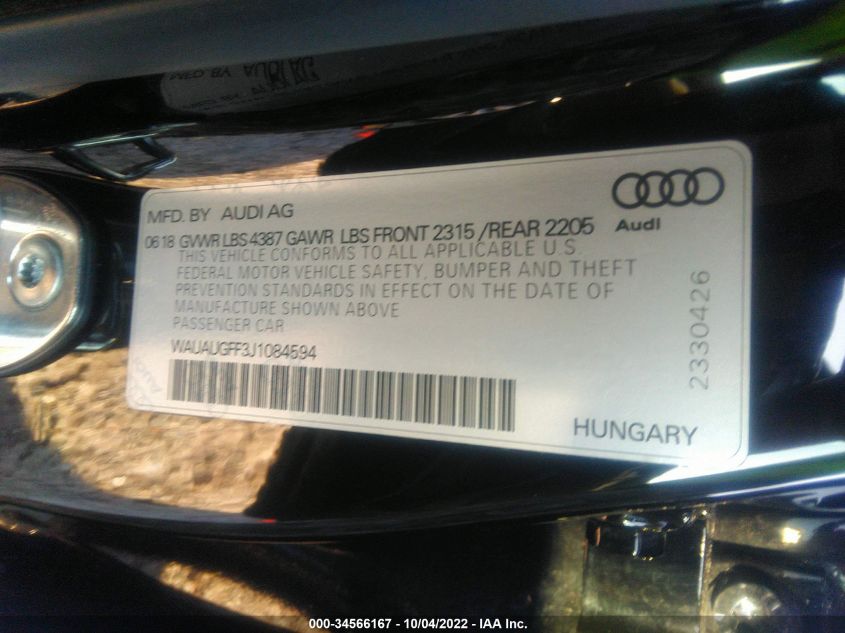 MFD. BY AUDI AG
Audi
06 18 GVWR LBS 4387 GAWR LBS FRONT 2315 /REAR 2205
THIS VEHICLE CONFORMS TO ALL APPLICABLE U.S.
FEDERAL MOTOR VEHICLE SAFETY, BUMPER AND THEFT
PREVENTION STANDARDS IN EFFECT ON THE DATE OF
MANUFACTURE SHOWN ABOVE
PASSENGER CAR
WAUAUGFF3J1084594
2330426
HUNGARY
000-34566167 - 10/04/2022 - IAA Inc.